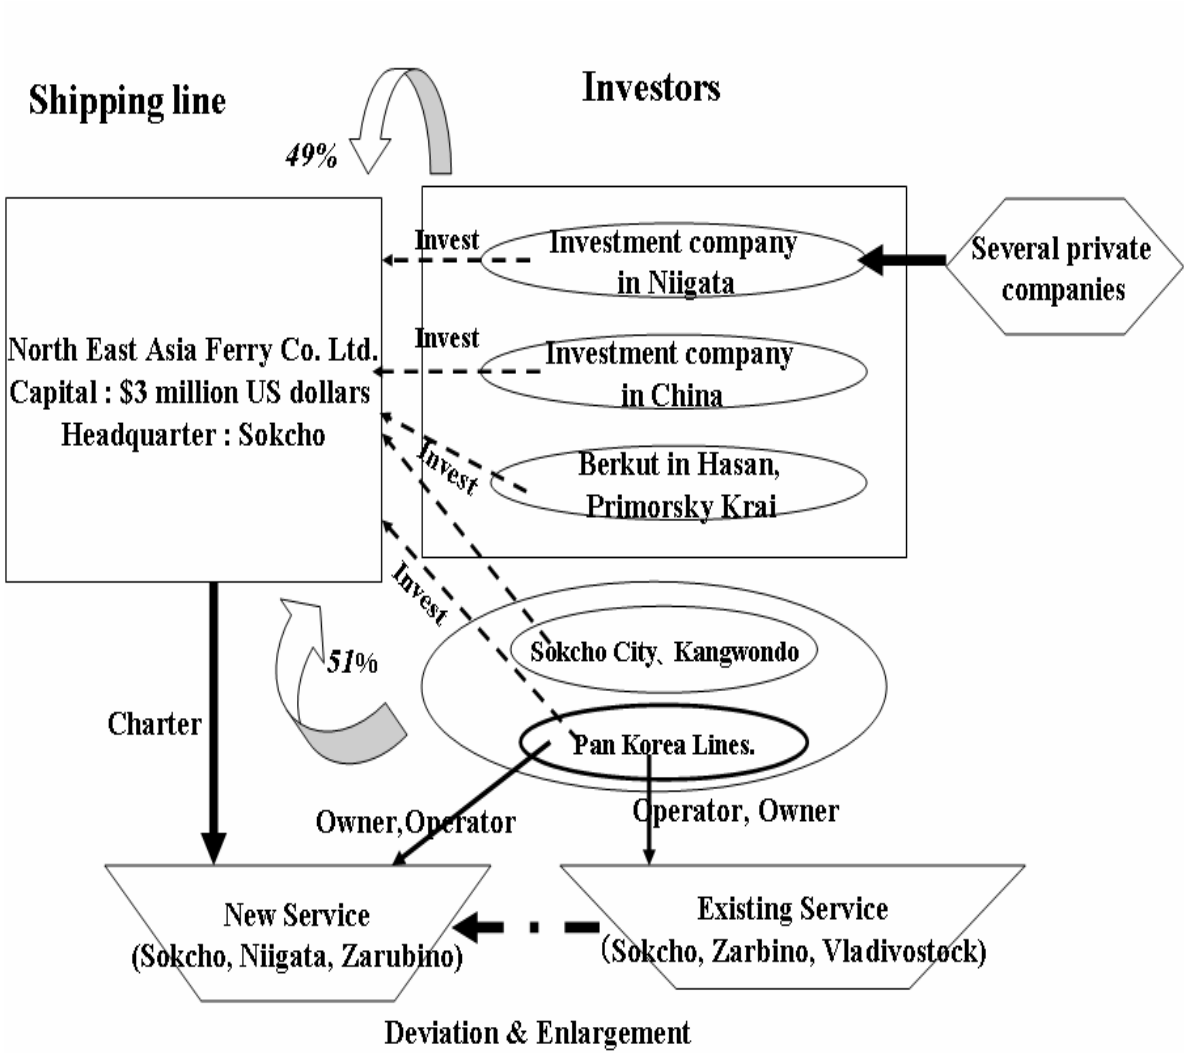 Shipping line
Investors
49%
Invest
Investment company
in Niigata
Several private
companies
Invest
Investment company
in China
North East Asia Ferry Co. Ltd.
Capital : $3 million US dollars
Headquarter : Sokcho
Invest
Berkut in Hasan,
Primorsky Krai
Invest
51%
Sokcho City、Kangwondo
Charter
Pan Korea Lines.
Owner,Operator
Operator, Owner
New Service
(Sokcho, Niigata, Zarubino)
Existing Service
(Sokcho, Zarbino, Vladivostock)
Deviation & Enlargement